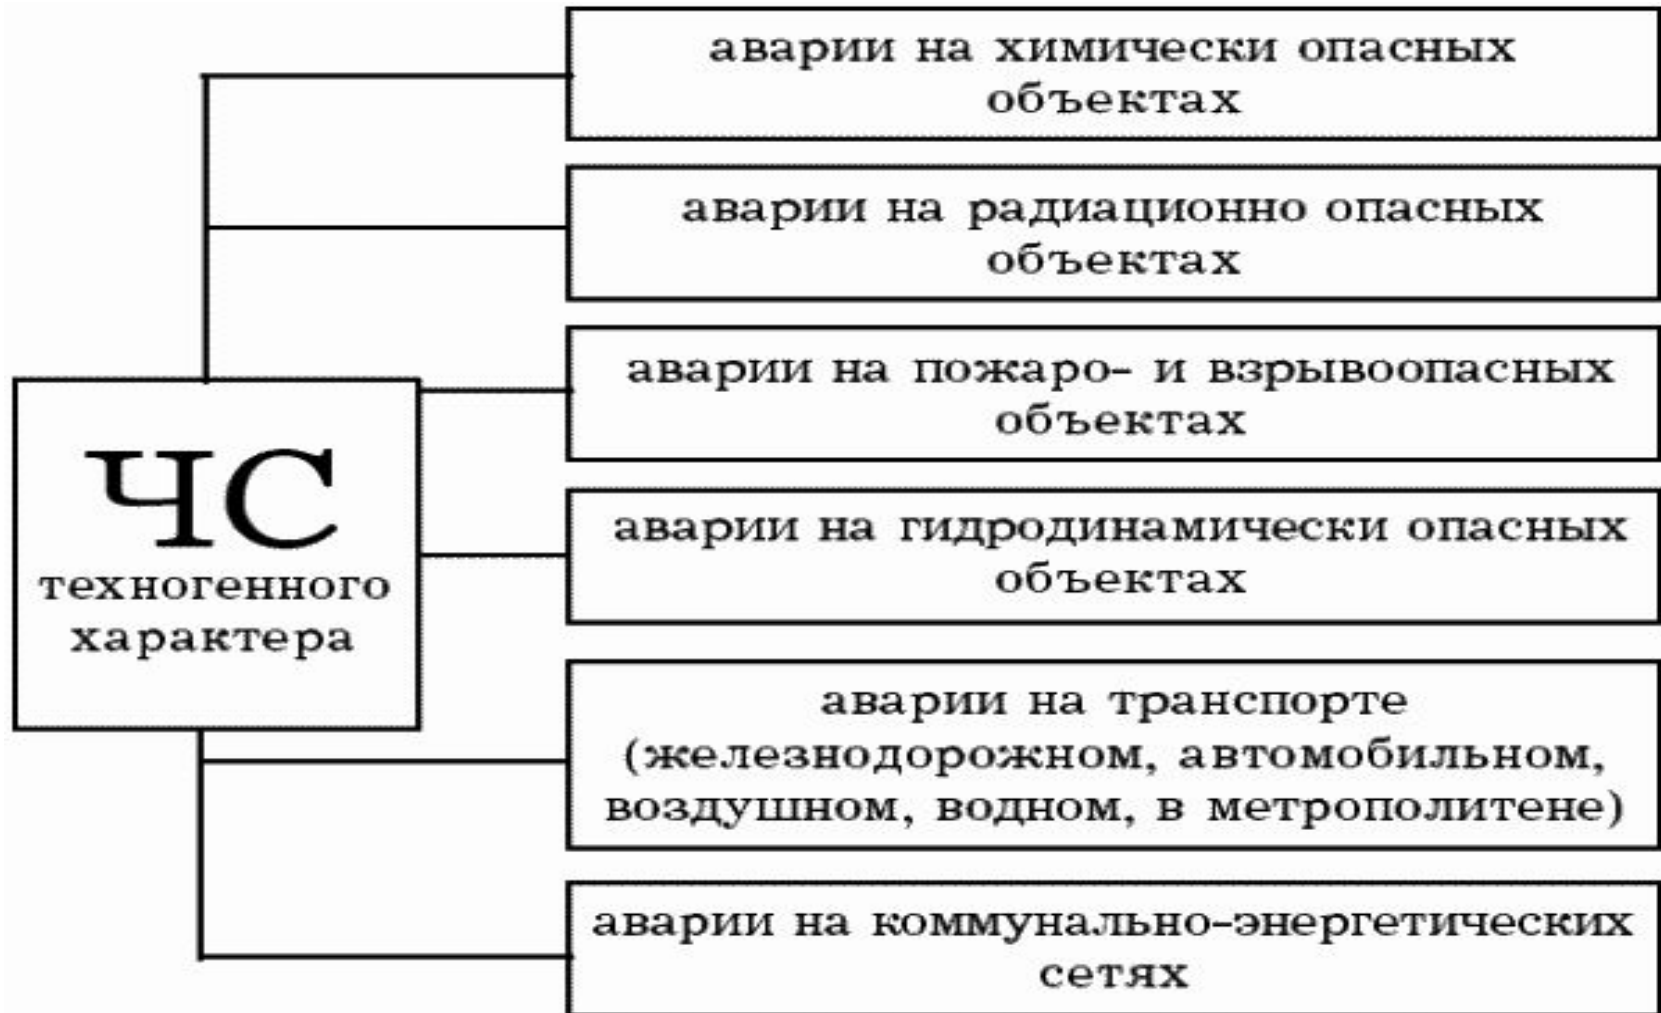 аварии на химически опасных
объектах
аварии на радиационно опасных
объектах
аварии на пожаро- и взрывоопасных
объектах
ЧС
техногенного
характера
аварии на гидродинамически опасных
объектах
аварии на транспорте
(железнодорожном, автомобильном,
воздушном, водном, в метрополитене)
аварии на коммунально-энергетических
сетях